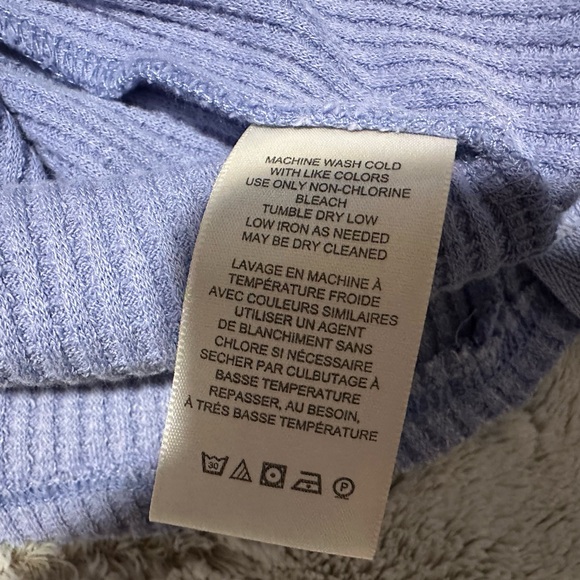 MACHINE WASH COLD
WITH LIKE COLORS
USE ONLY NON-CHLORINE
BLEACH
TUMBLE DRY LOW
LOW IRON AS NEEDED
MAY BE DRY CLEANED
LAVAGE EN MACHINE À
TEMPÉRATURE FROIDE
AVEC COULEURS SIMILAIRES
UTILISER UN AGENT
DE BLANCHIMENT SANS
CHLORE SI NÉCESSAIRE
SECHER PAR CULBUTAGE À
BASSE TEMPERATURE
REPASSER, AU BESOIN,
À TRÉS BASSE TEMPÉRATURE
30 P